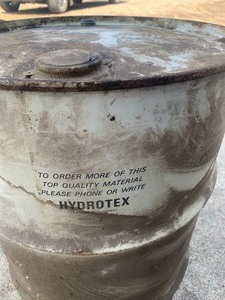 TO ORDER MORE OF THIS
TOP QUALITY MATERIAL
PLEASE PHONE OR WRITE
HYDROTEX